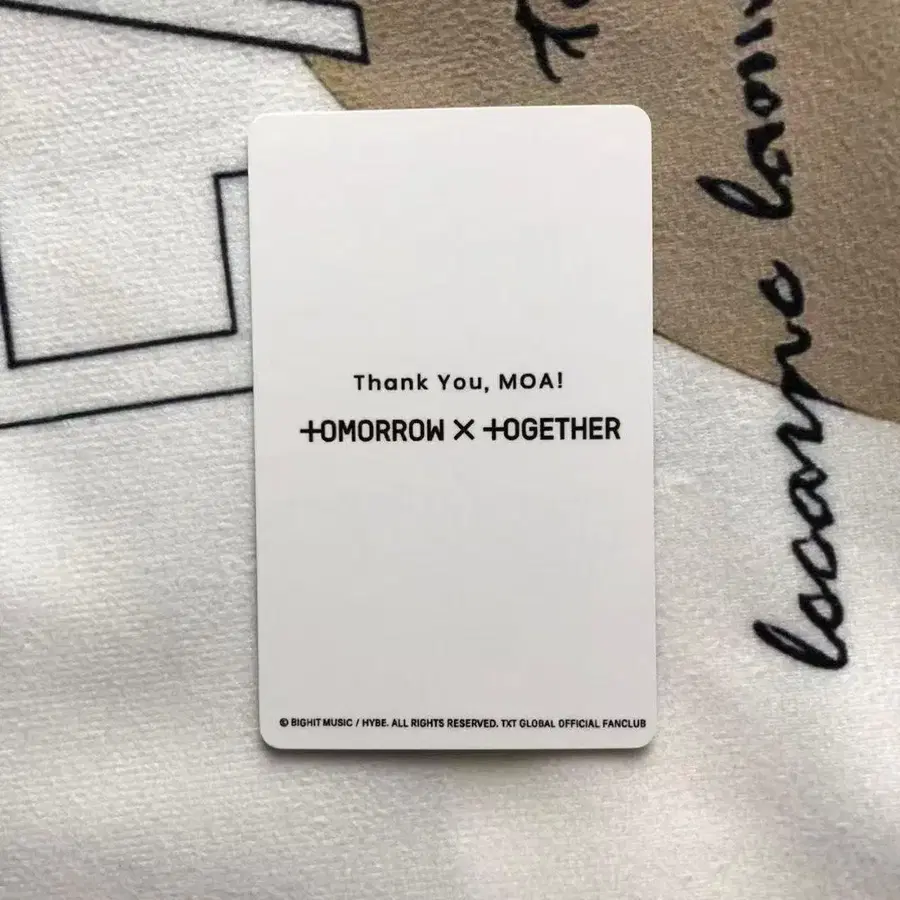 Thank You, MOA!
TOMORROW X TOGETHER
© BIGHIT MUSIC / HYBE. ALL RIGHTS RESERVED. TXT GLOBAL OFFICIAL FANCLUB